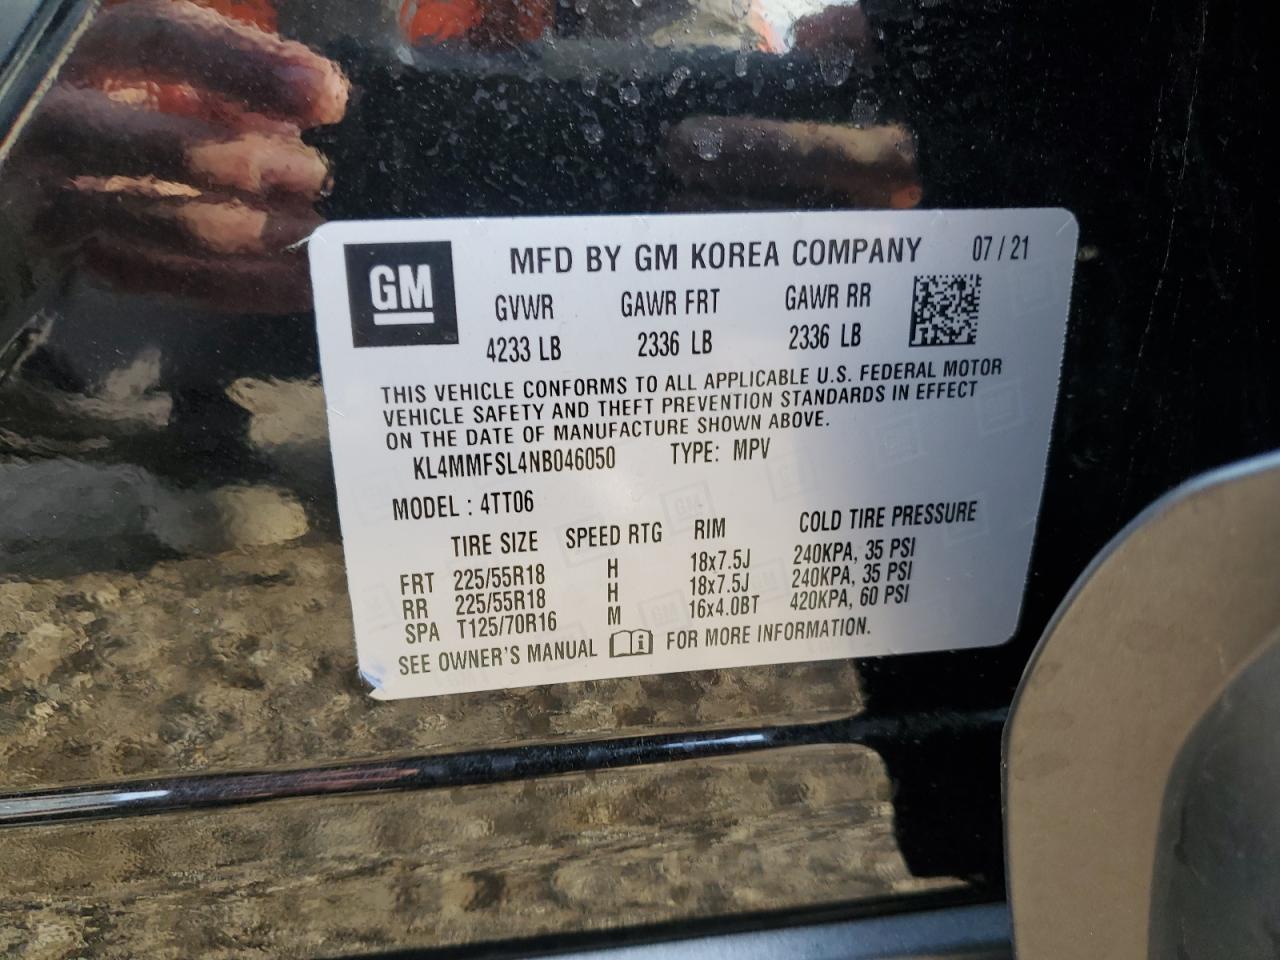 GM
MFD BY GM KOREA COMPANY 07 / 21
GVWR GAWR FRT GAWR RR
4233 LB 2336 LB 2336 LB
THIS VEHICLE CONFORMS TO ALL APPLICABLE U.S. FEDERAL MOTOR
VEHICLE SAFETY AND THEFT PREVENTION STANDARDS IN EFFECT
ON THE DATE OF MANUFACTURE SHOWN ABOVE.
KL4MMFSL4NB046050 TYPE: MPV
MODEL : 4TT06
TIRE SIZE SPEED RTG RIM COLD TIRE PRESSURE
FRT 225/55R18 H 18x7.5J 240KPA, 35 PSI
RR 225/55R18 H 18x7.5J 240KPA, 35 PSI
SPA T125/70R16 M 16x4.0BT 420KPA, 60 PSI
SEE OWNER'S MANUAL FOR MORE INFORMATION.